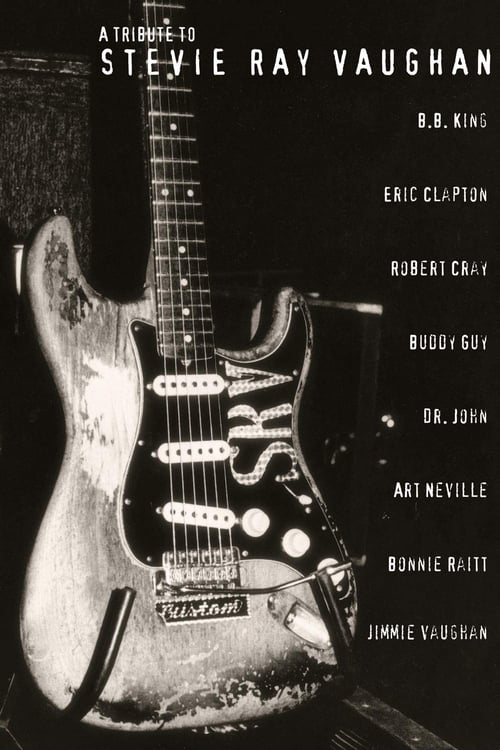 A TRIBUTE TO
STEVIE RAY VAUGHAN
B.B. KING
ERIC CLAPTON
ROBERT CRAY
BUDDY GUY
DR. JOHN
ART NEVILLE
BONNIE RAITT
JIMMIE VAUGHAN
SRV
Custom